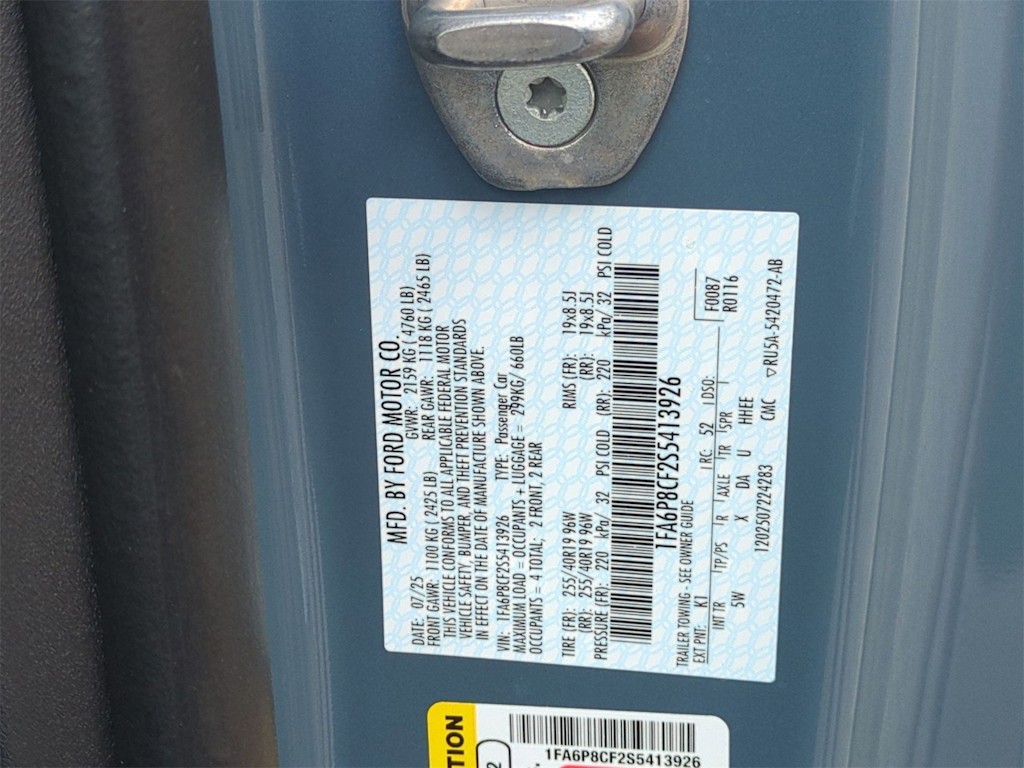 MFD. BY FORD MOTOR CO.
DATE: 07/25 GVWR: 2159 KG ( 4760 LB)
FRONT GAWR: 1100 KG ( 2425 LB) REAR GAWR: 1118 KG ( 2465 LB)
THIS VEHICLE CONFORMS TO ALL APPLICABLE FEDERAL MOTOR
VEHICLE SAFETY, BUMPER, AND THEFT PREVENTION STANDARDS
IN EFFECT ON THE DATE OF MANUFACTURE SHOWN ABOVE.
VIN: 1FA6P8CF2S5413926 TYPE: Passenger Car
MAXIMUM LOAD = OCCUPANTS + LUGGAGE = 299KG/ 660LB
OCCUPANTS = 4 TOTAL; 2 FRONT, 2 REAR
TIRE (FR): 255/40R19 96W RIMS (FR): 19x8.5J
(RR): 255/40R19 96W (RR): 19x8.5J
PRESSURE (FR): 220 kPa/ 32 PSI COLD (RR): 220 kPa/ 32 PSI COLD
1FA6P8CF2S5413926
TRAILER TOWING - SEE OWNER GUIDE F0087
EXT PNT: K1 RC: 52 DSO: R0116
INT TR TP/PS R AXLE TR SPR
5W X DA U HHEE
1202507224283 CMC ▽RU5A-5420472-AB
TION
2
1FA6P8CF2S5413926